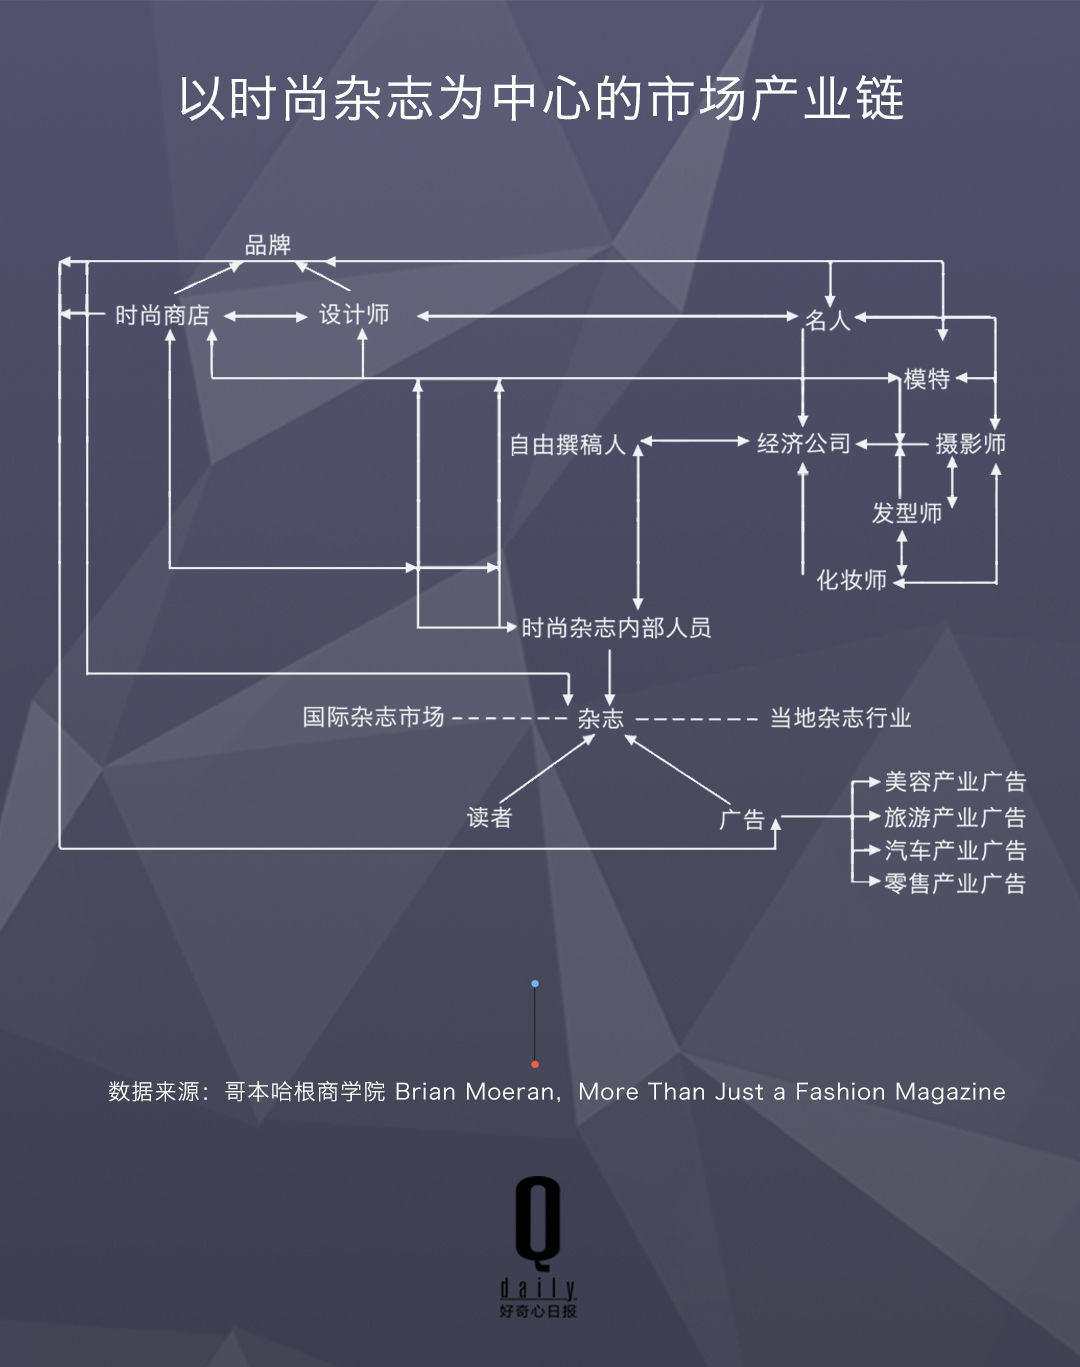 以时尚杂志为中心的市场产业链
品牌
时尚商店
设计师
名人
模特
自由撰稿人
经济公司
摄影师
发型师
化妆师
时尚杂志内部人员
国际杂志市场
杂志
当地杂志行业
读者
广告
美容产业广告
旅游产业广告
汽车产业广告
零售产业广告
数据来源：哥本哈根商学院 Brian Moeran，More Than Just a Fashion Magazine
Q
daily
好奇心日报